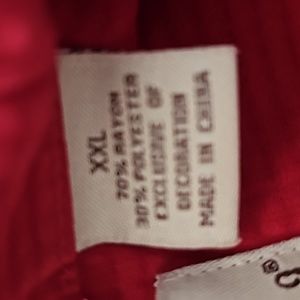 XXL
70% RAYON
30% POLYESTER
EXCLUSIVE OF
DECORATION
MADE IN CHINA
®